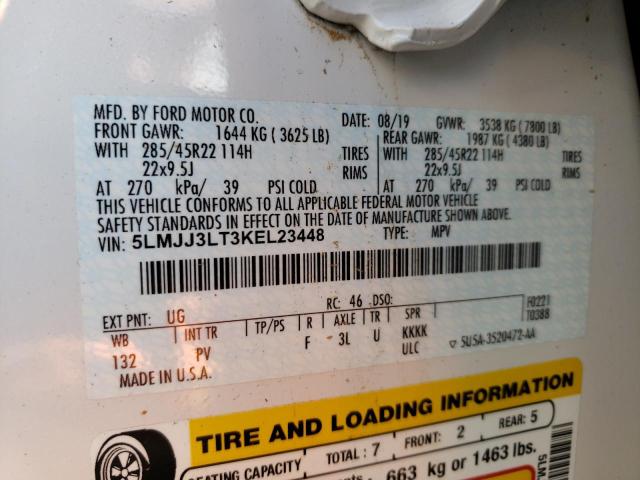 MFD. BY FORD MOTOR CO. DATE: 08/19 GVWR: 3538 KG ( 7800 LB)
FRONT GAWR: 1644 KG ( 3625 LB) REAR GAWR: 1987 KG ( 4380 LB)
WITH 285/45R22 114H TIRES WITH 285/45R22 114H TIRES
22x9.5J RIMS 22x9.5J RIMS
AT 270 kPa/ 39 PSI COLD AT 270 kPa/ 39 PSI COLD
THIS VEHICLE CONFORMS TO ALL APPLICABLE FEDERAL MOTOR VEHICLE
SAFETY STANDARDS IN EFFECT ON THE DATE OF MANUFACTURE SHOWN ABOVE.
VIN: 5LMJJ3LT3KEL23448 TYPE: MPV
EXT PNT: UG RC: 46 DSO: F0221
T0388
WB INT TR TP/PS R AXLE TR SPR
132 PV F 3L U KKKK
ULC 5U5A-3520472-AA
MADE IN U.S.A.
TIRE AND LOADING INFORMATION
SEATING CAPACITY TOTAL: 7 FRONT: 2 REAR: 5
663 kg or 1463 lbs.
5LM